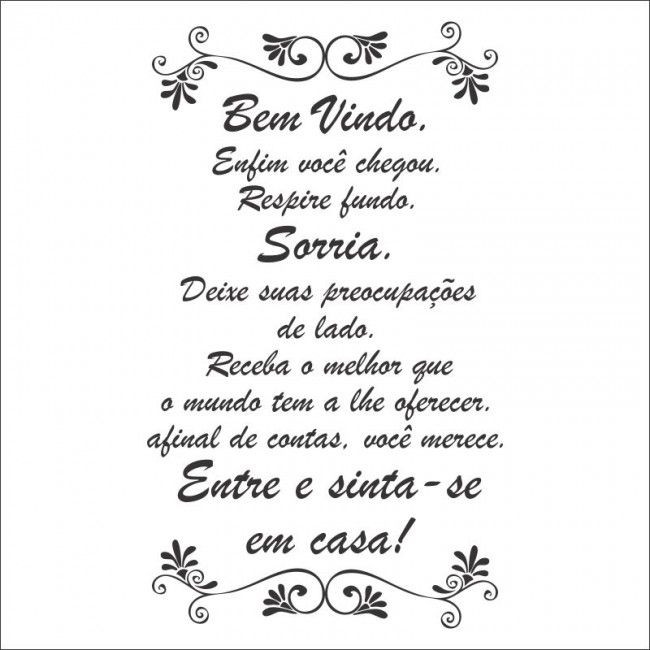 Bem Vindo.
Enfim você chegou.
Respire fundo.
Sorria.
Deixe suas preocupações
de lado.
Receba o melhor que
o mundo tem a lhe oferecer.
afinal de contas, você merece.
Entre e sinta-se
em casa!